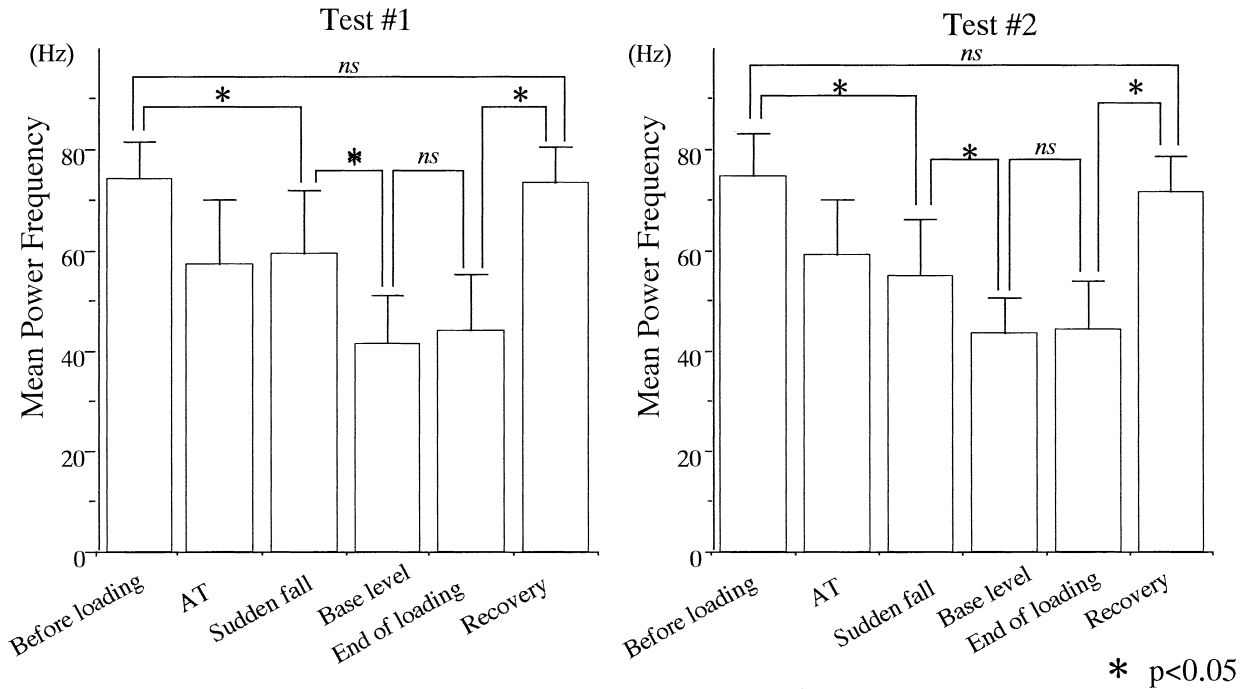 Test #1
(Hz)
ns
*
*
*
ns
Mean Power Frequency
80
60
40
20
0
Before loading
AT
Sudden fall
Base level
End of loading
Recovery
Test #2
(Hz)
ns
*
*
*
ns
Mean Power Frequency
80
60
40
20
0
Before loading
AT
Sudden fall
Base level
End of loading
Recovery
* p<0.05